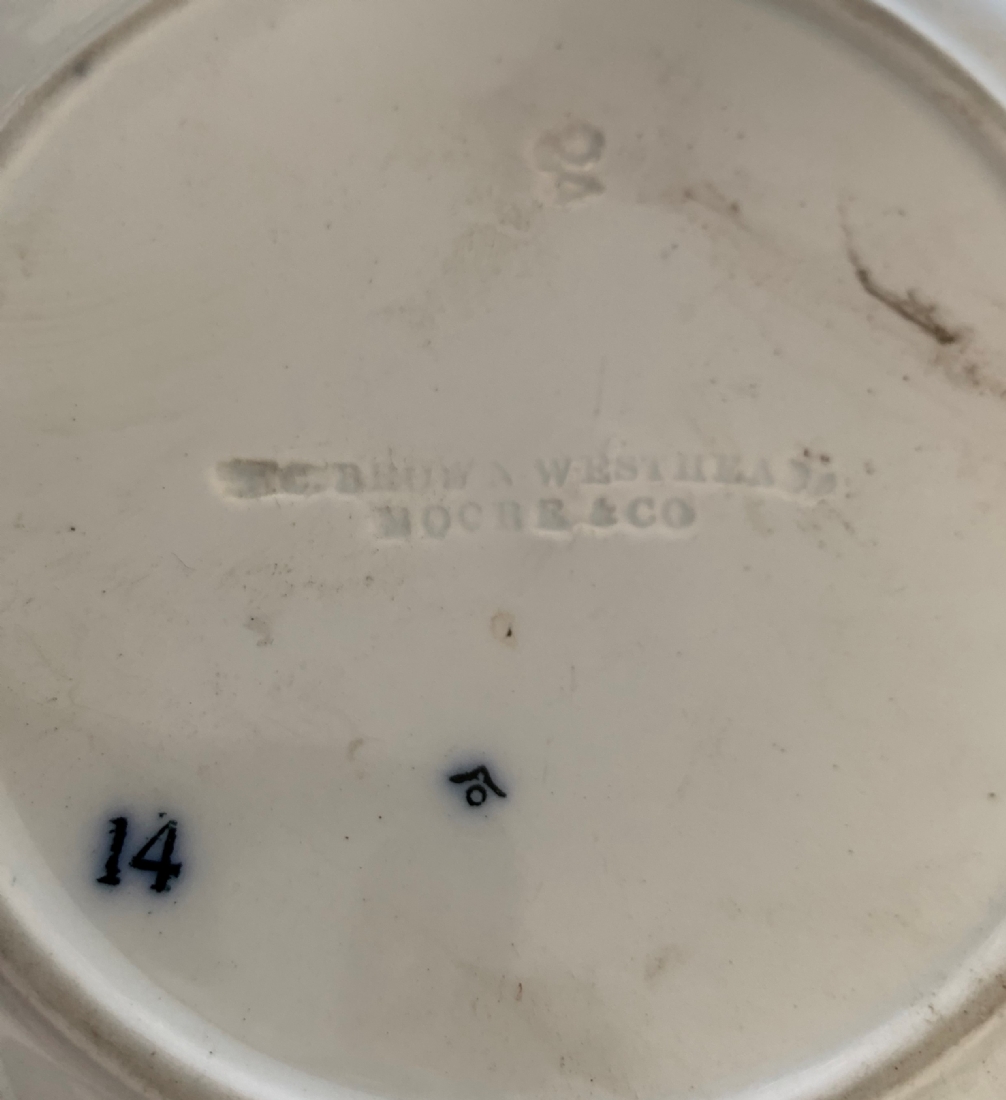 T.C. BROWN WESTHEAD
MOORE & CO
14